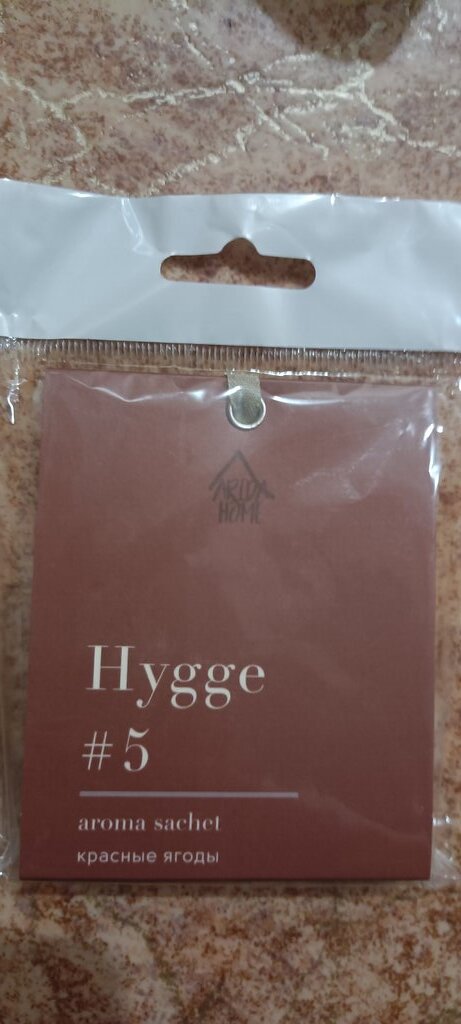 ARIDA
HOME
Hygge
#5
aroma sachet
красные ягоды